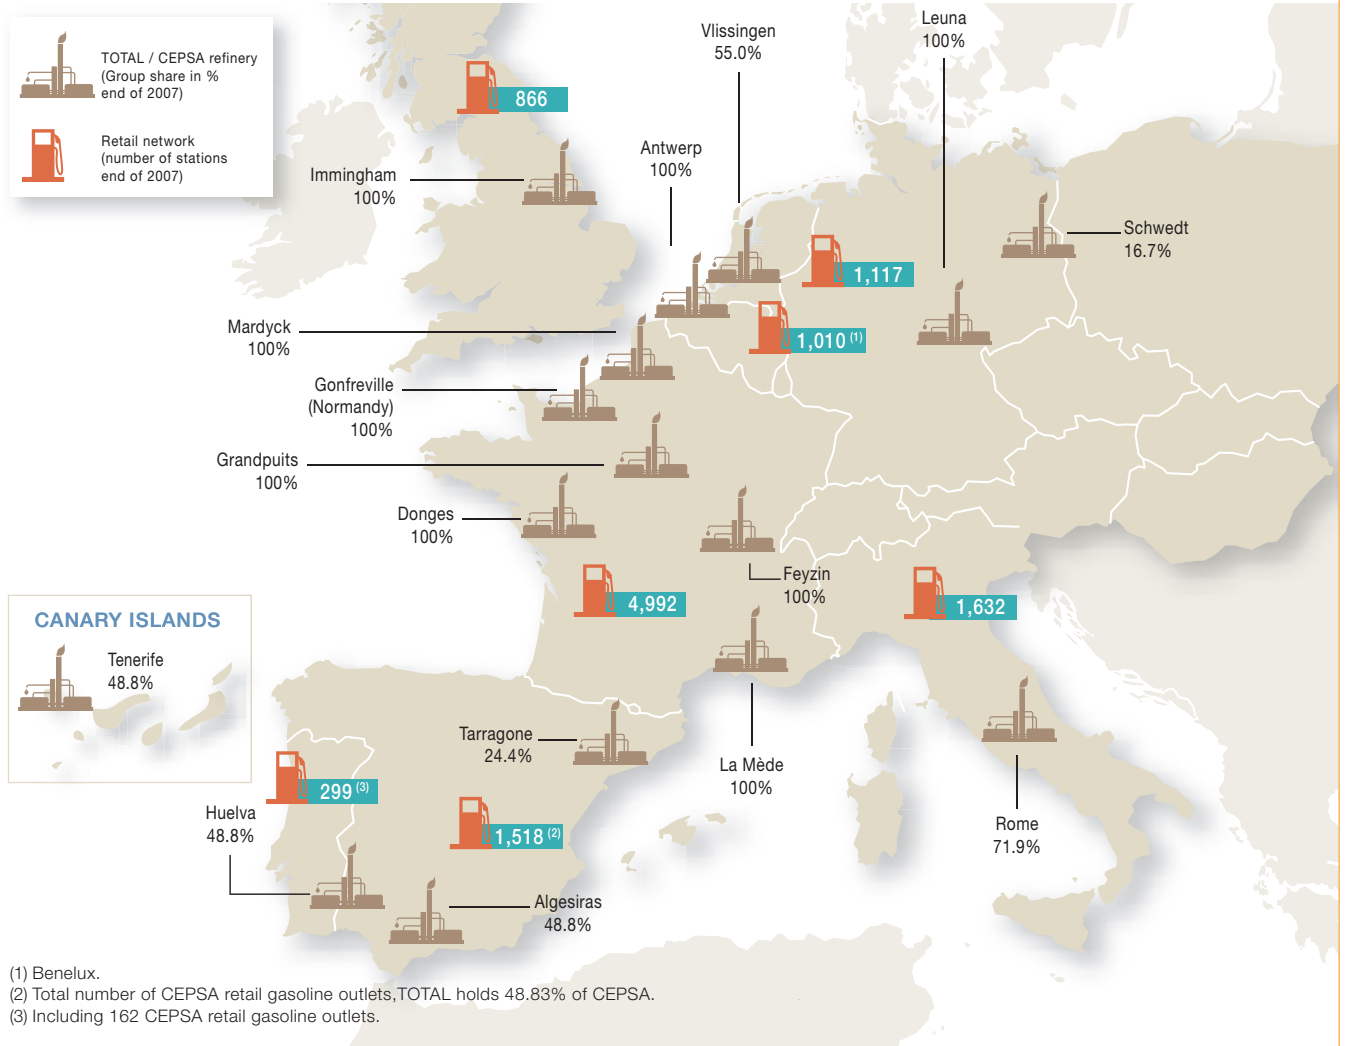 TOTAL / CEPSA refinery
(Group share in %
end of 2007)
Retail network
(number of stations
end of 2007)
866
Immingham
100%
Antwerp
100%
Vlissingen
55.0%
Leuna
100%
Schwedt
16.7%
1,117
1,010 (1)
Mardyck
100%
Gonfreville
(Normandy)
100%
Grandpuits
100%
Donges
100%
Feyzin
100%
4,992
1,632
CANARY ISLANDS
Tenerife
48.8%
Tarragone
24.4%
La Mède
100%
Rome
71.9%
299 (3)
Huelva
48.8%
1,518 (2)
Algesiras
48.8%
(1) Benelux.
(2) Total number of CEPSA retail gasoline outlets,TOTAL holds 48.83% of CEPSA.
(3) Including 162 CEPSA retail gasoline outlets.